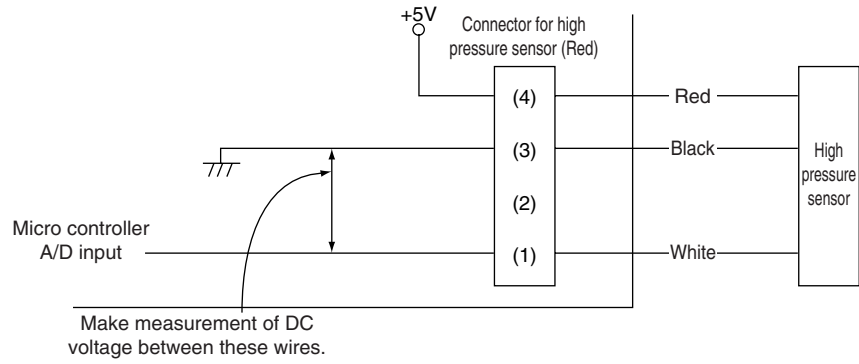 +5V
Connector for high
pressure sensor (Red)
(4)
Red
(3)
Black
High
pressure
sensor
(2)
Micro controller
A/D input
(1)
White
Make measurement of DC
voltage between these wires.